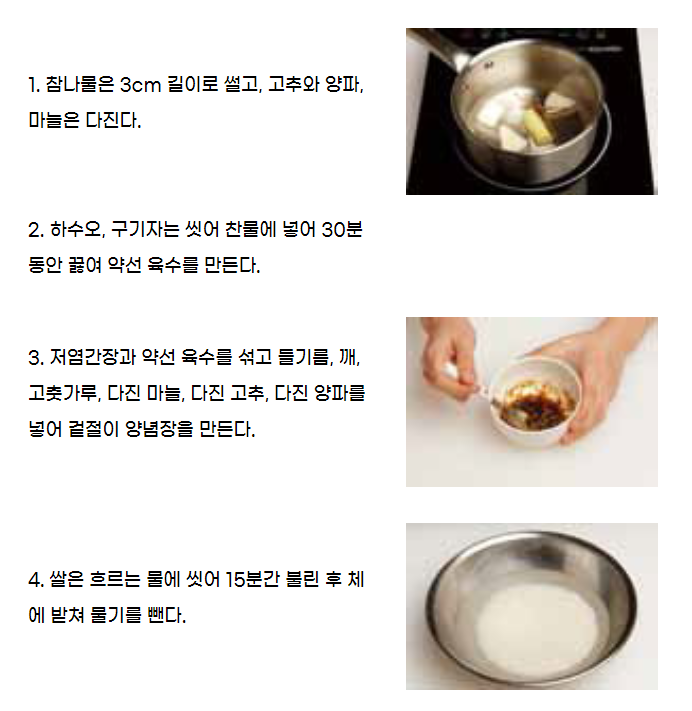 1. 참나물은 3cm 길이로 썰고, 고추와 양파,
마늘은 다진다.
2. 하수오, 구기자는 씻어 찬물에 넣어 30분
동안 끓여 약선 육수를 만든다.
3. 저염간장과 약선 육수를 섞고 들기름, 깨,
고춧가루, 다진 마늘, 다진 고추, 다진 양파를
넣어 겉절이 양념장을 만든다.
4. 쌀은 흐르는 물에 씻어 15분간 불린 후 체
에 받쳐 물기를 뺀다.